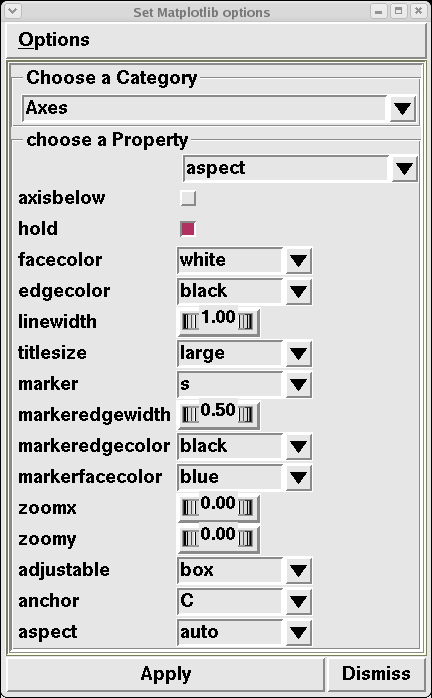 Set Matplotlib options
Options
Choose a Category
Axes
choose a Property
aspect
axisbelow
hold
facecolor white
edgecolor black
linewidth 1.00
titlesize large
marker s
markeredgewidth 0.50
markeredgecolor black
markerfacecolor blue
zoomx 0.00
zoomy 0.00
adjustable box
anchor C
aspect auto
Apply Dismiss